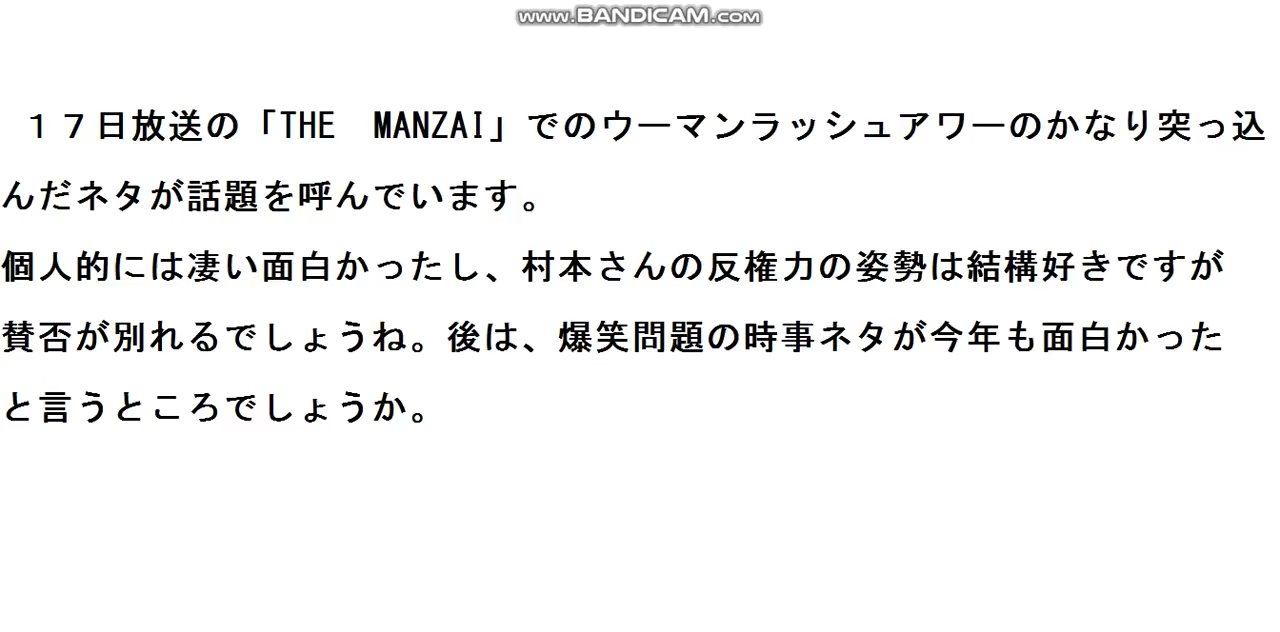 www.BANDICAM.com
１７日放送の「THE　MANZAI」でのウーマンラッシュアワーのかなり突っ込
んだネタが話題を呼んでいます。
個人的には凄い面白かったし、村本さんの反権力の姿勢は結構好きですが
賛否が別れるでしょうね。後は、爆笑問題の時事ネタが今年も面白かった
と言うところでしょうか。